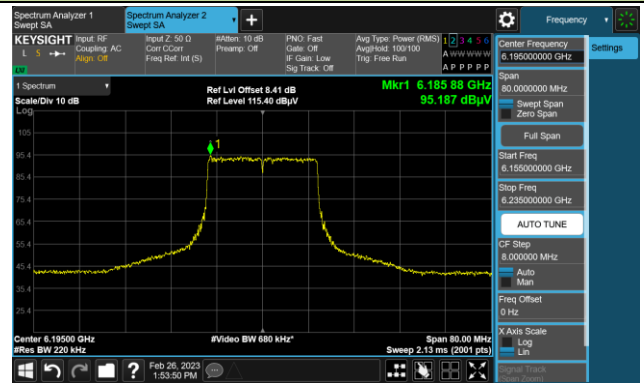 Spectrum Analyzer 1
Swept SA
Spectrum Analyzer 2
Swept SA
+
Frequency
KEYSIGHT
L S
LW
Input: RF
Coupling: AC
Align: Off
Input Z: 50 Ω
Corr CCorr
Freq Ref: Int (S)
#Atten: 10 dB
Preamp: Off
PNO: Fast
Gate: Off
IF Gain: Low
Sig Track: Off
Avg Type: Power (RMS)
Avg|Hold: 100/100
Trig: Free Run
1 2 3 4 5 6
A W W W W W
A P P P P P
1 Spectrum
Scale/Div 10 dB
Log
Ref Lvl Offset 8.41 dB
Ref Level 115.40 dBμV
Mkr1 6.185 88 GHz
95.187 dBμV
1
105
95.4
85.4
75.4
65.4
55.4
45.4
35.4
25.4
Center 6.19500 GHz
#Res BW 220 kHz
#Video BW 680 kHz*
Span 80.00 MHz
Sweep 2.13 ms (2001 pts)
Center Frequency
6.195000000 GHz
Settings
Span
80.0000000 MHz
Swept Span
Zero Span
Full Span
Start Freq
6.155000000 GHz
Stop Freq
6.235000000 GHz
AUTO TUNE
CF Step
8.000000 MHz
Auto
Man
Freq Offset
0 Hz
X Axis Scale
Log
Lin
Signal Track
(Span Zoom)
?
Feb 26, 2023
1:53:50 PM